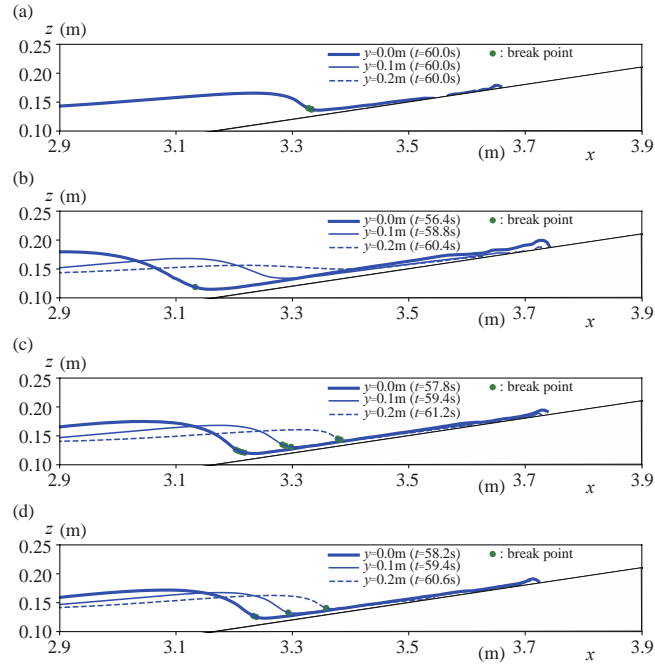 (a)
z (m)
0.25
y=0.0m (t=60.0s) : break point
0.20
y=0.1m (t=60.0s)
y=0.2m (t=60.0s)
0.15
0.10
2.9 3.1 3.3 (m) 3.5 x 3.7 3.9
(b)
z (m)
0.25
y=0.0m (t=56.4s) : break point
0.20
y=0.1m (t=58.8s)
y=0.2m (t=60.4s)
0.15
0.10
2.9 3.1 3.3 (m) 3.5 x 3.7 3.9
(c)
z (m)
0.25
y=0.0m (t=57.8s) : break point
0.20
y=0.1m (t=59.4s)
y=0.2m (t=61.2s)
0.15
0.10
2.9 3.1 3.3 (m) 3.5 x 3.7 3.9
(d)
z (m)
0.25
y=0.0m (t=58.2s) : break point
0.20
y=0.1m (t=59.4s)
y=0.2m (t=60.6s)
0.15
0.10
2.9 3.1 3.3 (m) 3.5 x 3.7 3.9